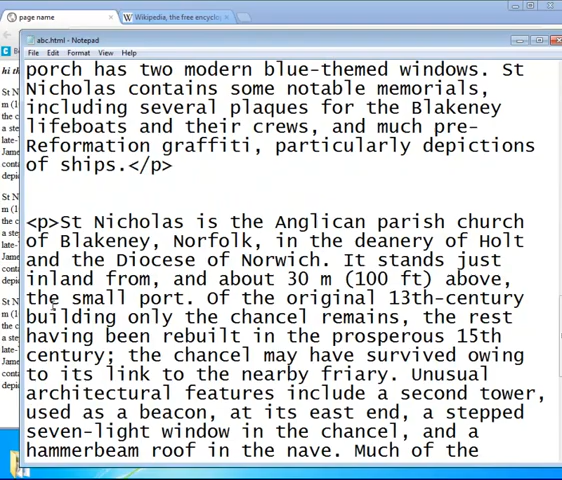 page name
Wikipedia, the free encyclop
abc.html - Notepad
File Edit Format View Help
porch has two modern blue-themed windows. St
Nicholas contains some notable memorials,
including several plaques for the Blakeney
lifeboats and their crews, and much pre-
Reformation graffiti, particularly depictions
of ships.</p>
<p>St Nicholas is the Anglican parish church
of Blakeney, Norfolk, in the deanery of Holt
and the Diocese of Norwich. It stands just
inland from, and about 30 m (100 ft) above,
the small port. Of the original 13th-century
building only the chancel remains, the rest
having been rebuilt in the prosperous 15th
century; the chancel may have survived owing
to its link to the nearby friary. Unusual
architectural features include a second tower,
used as a beacon, at its east end, a stepped
seven-light window in the chancel, and a
hammerbeam roof in the nave. Much of the